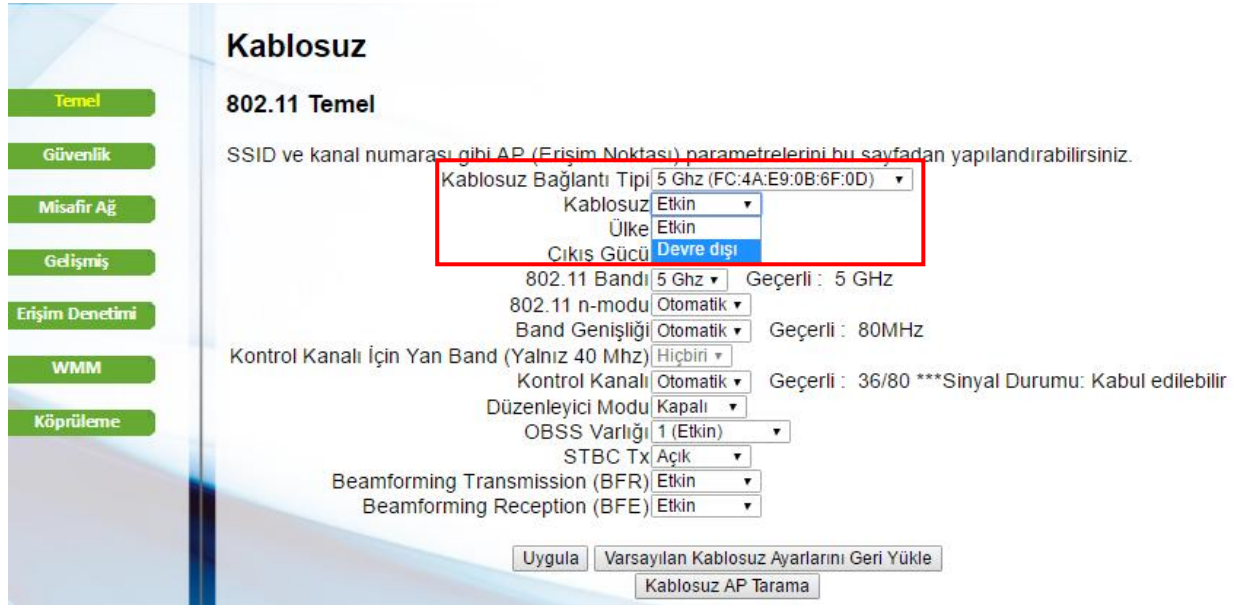 Kablosuz
Temel
802.11 Temel
Güvenlik
SSID ve kanal numarası gibi AP (Erişim Noktası) parametrelerini bu sayfadan yapılandırabilirsiniz.
Kablosuz Bağlantı Tipi 5 Ghz (FC:4A:E9:0B:6F:0D)
Misafir Ağ
Kablosuz Etkin
Ülke Etkin
Çıkış Gücü Devre dışı
Gelişmiş
802.11 Bandı 5 Ghz Geçerli : 5 GHz
802.11 n-modu Otomatik
Erişim Denetimi
Band Genişliği Otomatik Geçerli : 80MHz
Kontrol Kanalı İçin Yan Band (Yalnız 40 Mhz) Hiçbiri
WMM
Kontrol Kanalı Otomatik Geçerli : 36/80 ***Sinyal Durumu: Kabul edilebilir
Düzenleyici Modu Kapalı
Köprüleme
OBSS Varlığı 1 (Etkin)
STBC Tx Açık
Beamforming Transmission (BFR) Etkin
Beamforming Reception (BFE) Etkin
Uygula Varsayılan Kablosuz Ayarlarını Geri Yükle
Kablosuz AP Tarama